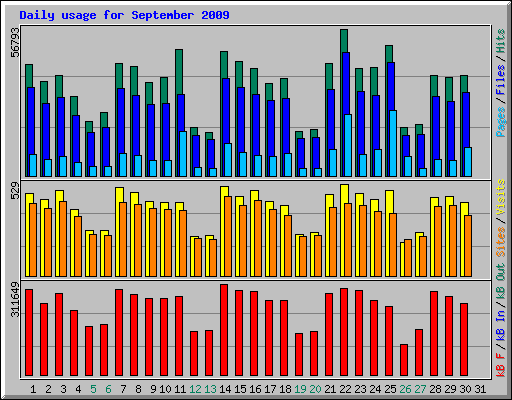 Daily usage for September 2009
56793
Pages / Files / Hits
529
Sites / Visits
311649
kB F / kB In / kB Out
1 2 3 4 5 6 7 8 9 10 11 12 13 14 15 16 17 18 19 20 21 22 23 24 25 26 27 28 29 30 31